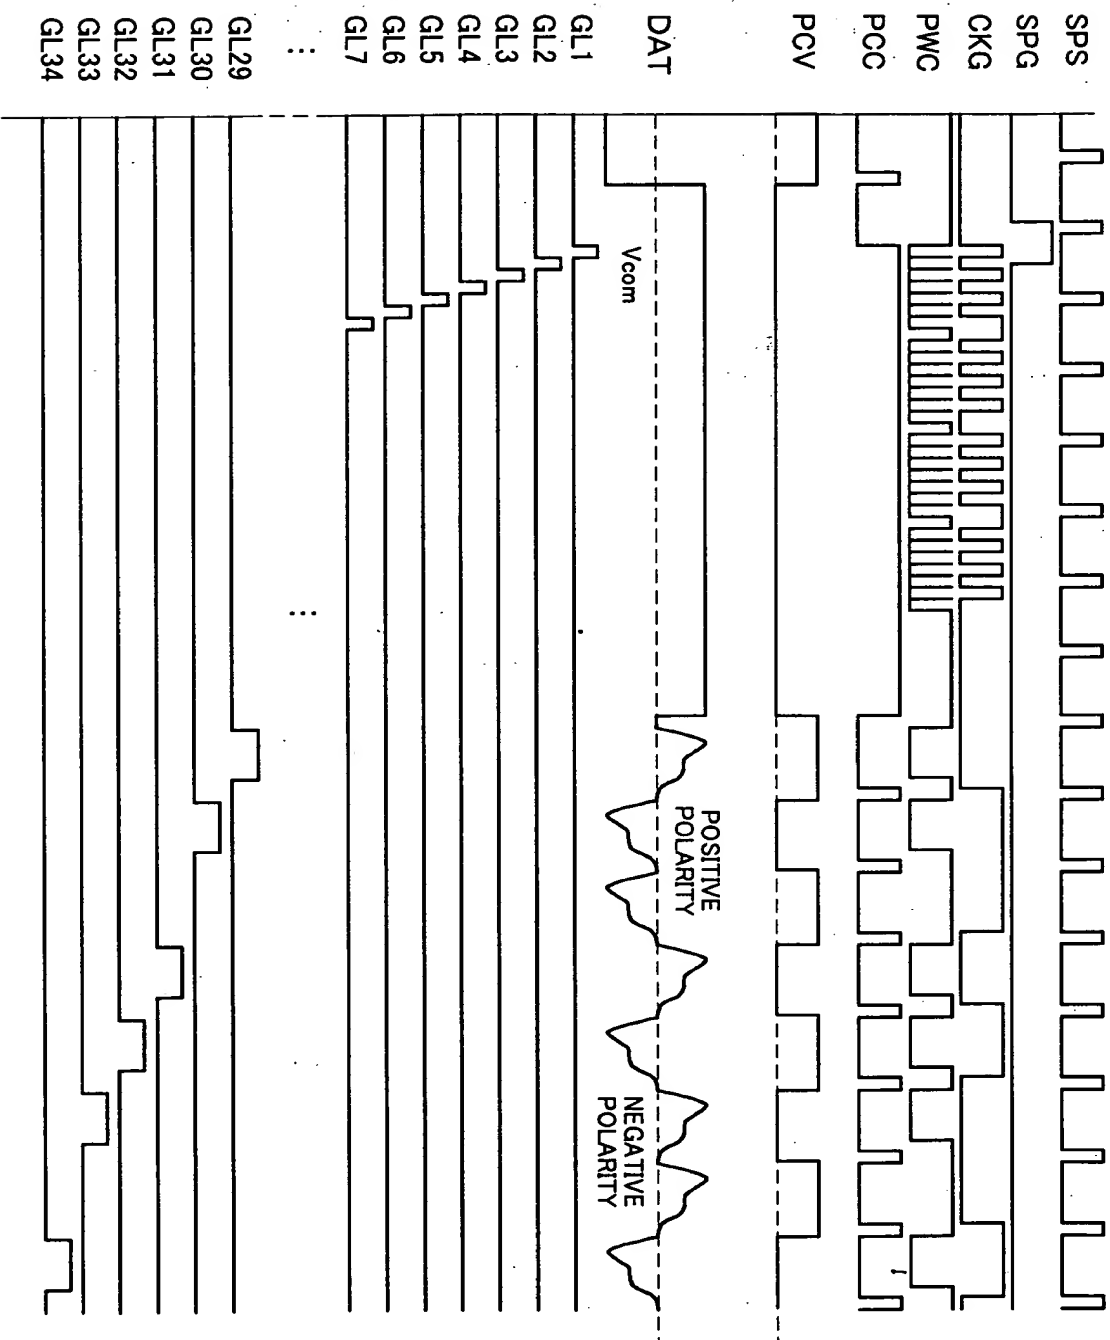 SPS
SPG
CKG
PWC
PCC
PCV
DAT
Vcom
POSITIVE
POLARITY
NEGATIVE
POLARITY
GL1
GL2
GL3
GL4
GL5
GL6
GL7
⋮
⋮
GL29
GL30
GL31
GL32
GL33
GL34